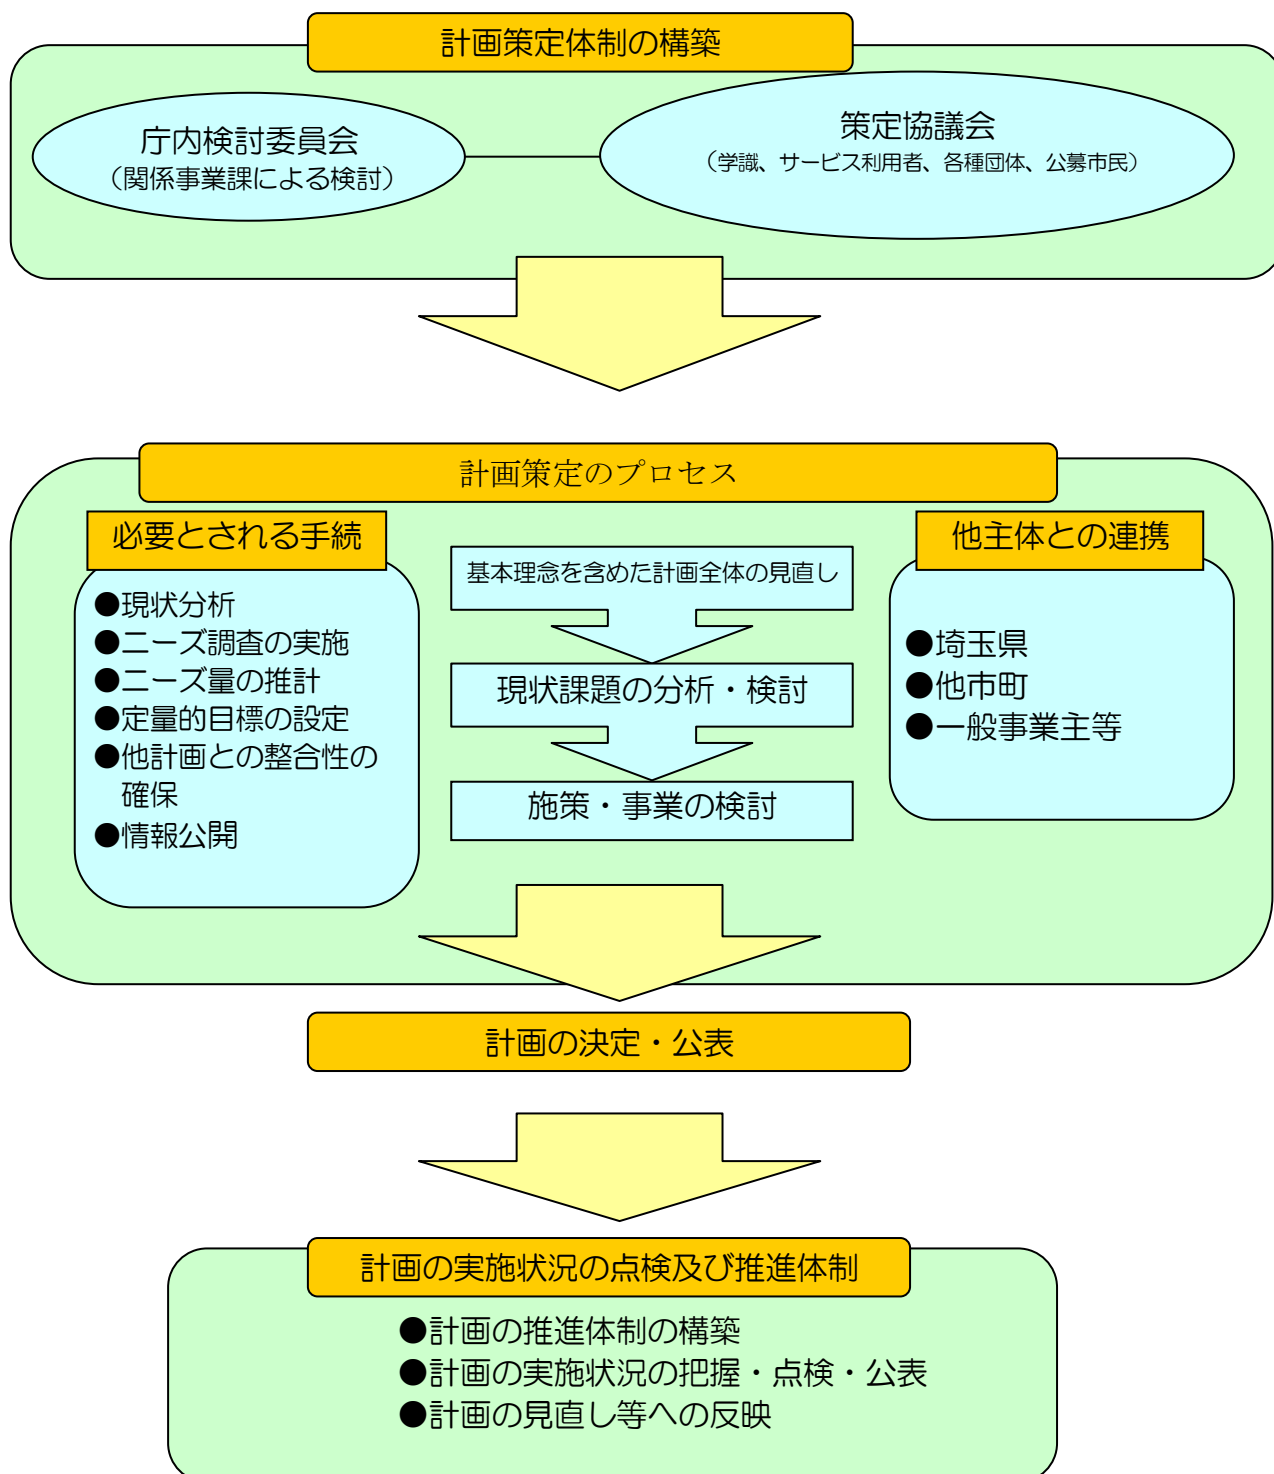 計画策定体制の構築
庁内検討委員会
（関係事業課による検討）
策定協議会
（学識、サービス利用者、各種団体、公募市民）
計画策定のプロセス
必要とされる手続
●現状分析
●ニーズ調査の実施
●ニーズ量の推計
●定量的目標の設定
●他計画との整合性の
確保
●情報公開
基本理念を含めた計画全体の見直し
現状課題の分析・検討
施策・事業の検討
他主体との連携
●埼玉県
●他市町
●一般事業主等
計画の決定・公表
計画の実施状況の点検及び推進体制
●計画の推進体制の構築
●計画の実施状況の把握・点検・公表
●計画の見直し等への反映